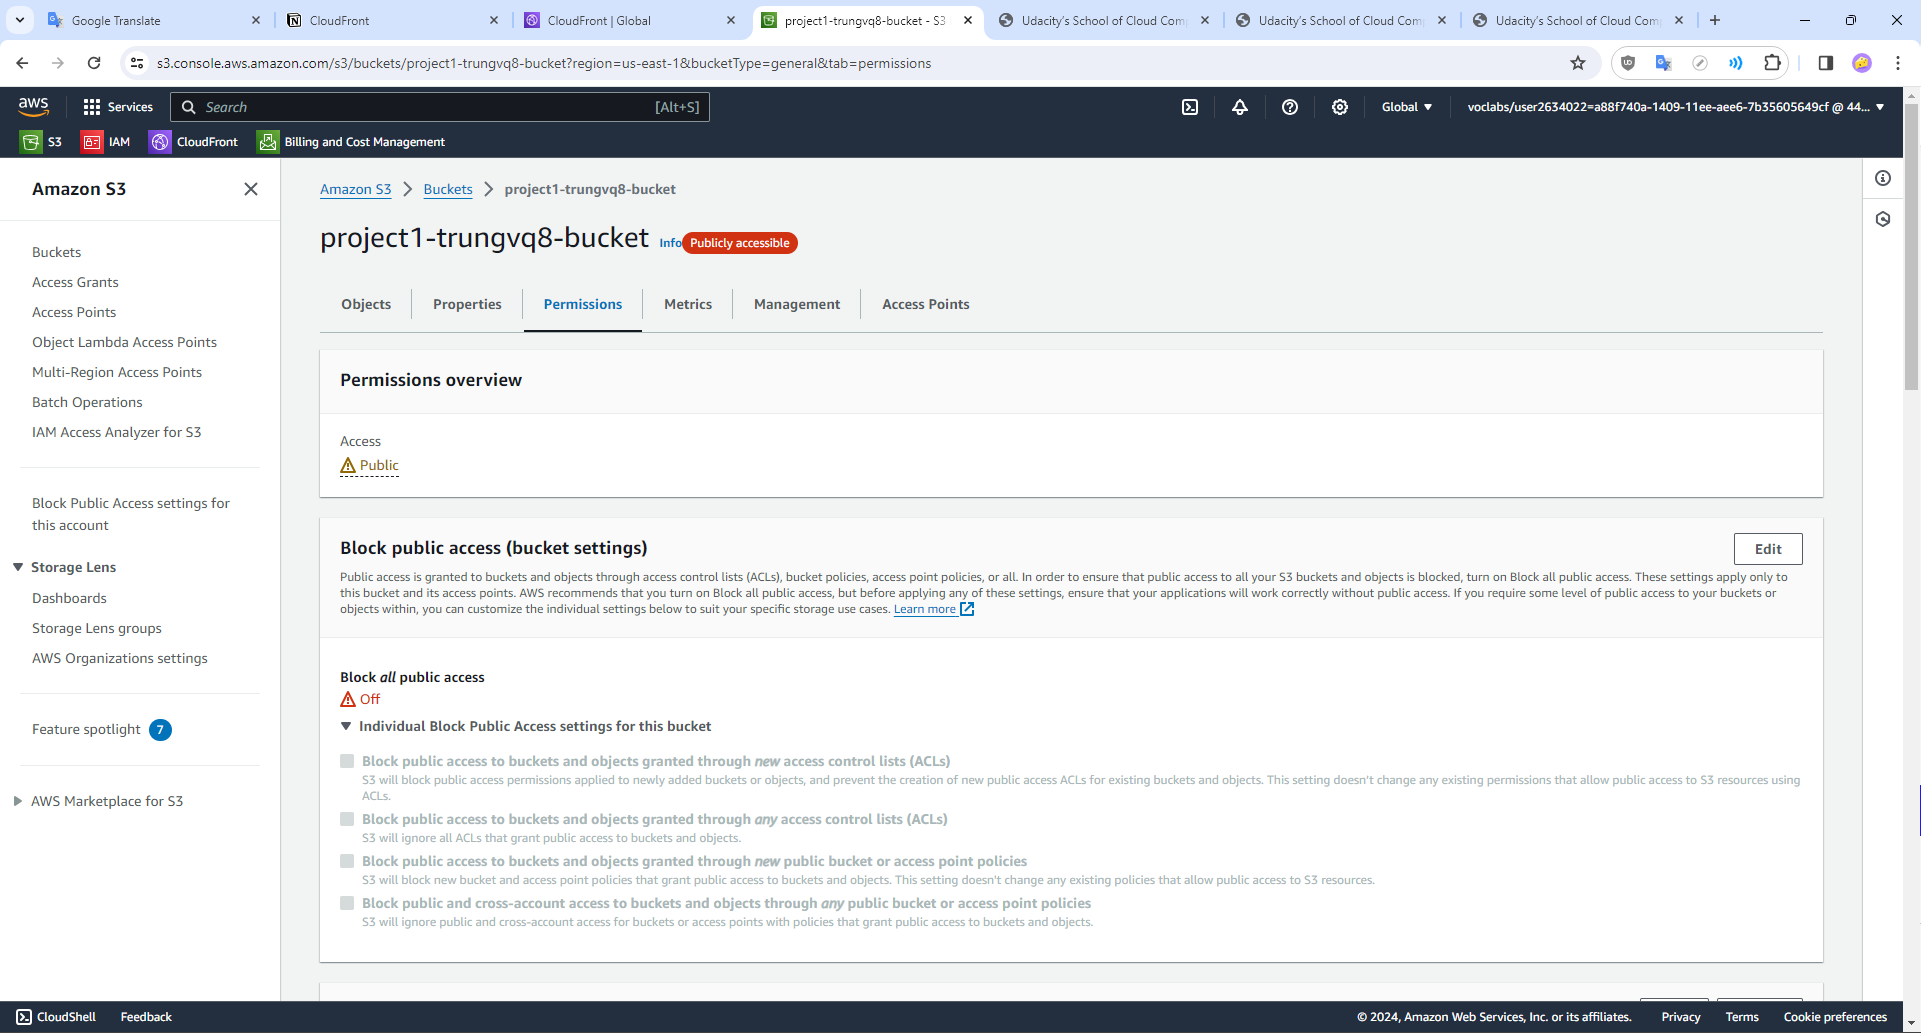 Google Translate
CloudFront
CloudFront | Global
project1-trungvq8-bucket - S3
Udacity's School of Cloud Com
Udacity's School of Cloud Com
Udacity's School of Cloud Com
s3.console.aws.amazon.com/s3/buckets/project1-trungvq8-bucket?region=us-east-1&bucketType=general&tab=permissions
aws
Services
Search
[Alt+S]
Global
voclabs/user2634022=a88f740a-1409-11ee-aee6-7b35605649cf @ 44...
S3
IAM
CloudFront
Billing and Cost Management
Amazon S3
Buckets
Access Grants
Access Points
Object Lambda Access Points
Multi-Region Access Points
Batch Operations
IAM Access Analyzer for S3
Block Public Access settings for
this account
Storage Lens
Dashboards
Storage Lens groups
AWS Organizations settings
Feature spotlight 7
AWS Marketplace for S3
Amazon S3 > Buckets > project1-trungvq8-bucket
project1-trungvq8-bucket Info Publicly accessible
Objects
Properties
Permissions
Metrics
Management
Access Points
Permissions overview
Access
Public
Block public access (bucket settings)
Edit
Public access is granted to buckets and objects through access control lists (ACLs), bucket policies, access point policies, or all. In order to ensure that public access to all your S3 buckets and objects is blocked, turn on Block all public access. These settings apply only to
this bucket and its access points. AWS recommends that you turn on Block all public access, but before applying any of these settings, ensure that your applications will work correctly without public access. If you require some level of public access to your buckets or
objects within, you can customize the individual settings below to suit your specific storage use cases. Learn more
Block all public access
Off
Individual Block Public Access settings for this bucket
Block public access to buckets and objects granted through new access control lists (ACLs)
S3 will block public access permissions applied to newly added buckets or objects, and prevent the creation of new public access ACLs for existing buckets and objects. This setting doesn't change any existing permissions that allow public access to S3 resources using
ACLs.
Block public access to buckets and objects granted through any access control lists (ACLs)
S3 will ignore all ACLs that grant public access to buckets and objects.
Block public access to buckets and objects granted through new public bucket or access point policies
S3 will block new bucket and access point policies that grant public access to buckets and objects. This setting doesn't change any existing policies that allow public access to S3 resources.
Block public and cross-account access to buckets and objects through any public bucket or access point policies
S3 will ignore public and cross-account access for buckets or access points with policies that grant public access to buckets and objects.
CloudShell
Feedback
© 2024, Amazon Web Services, Inc. or its affiliates.
Privacy
Terms
Cookie preferences